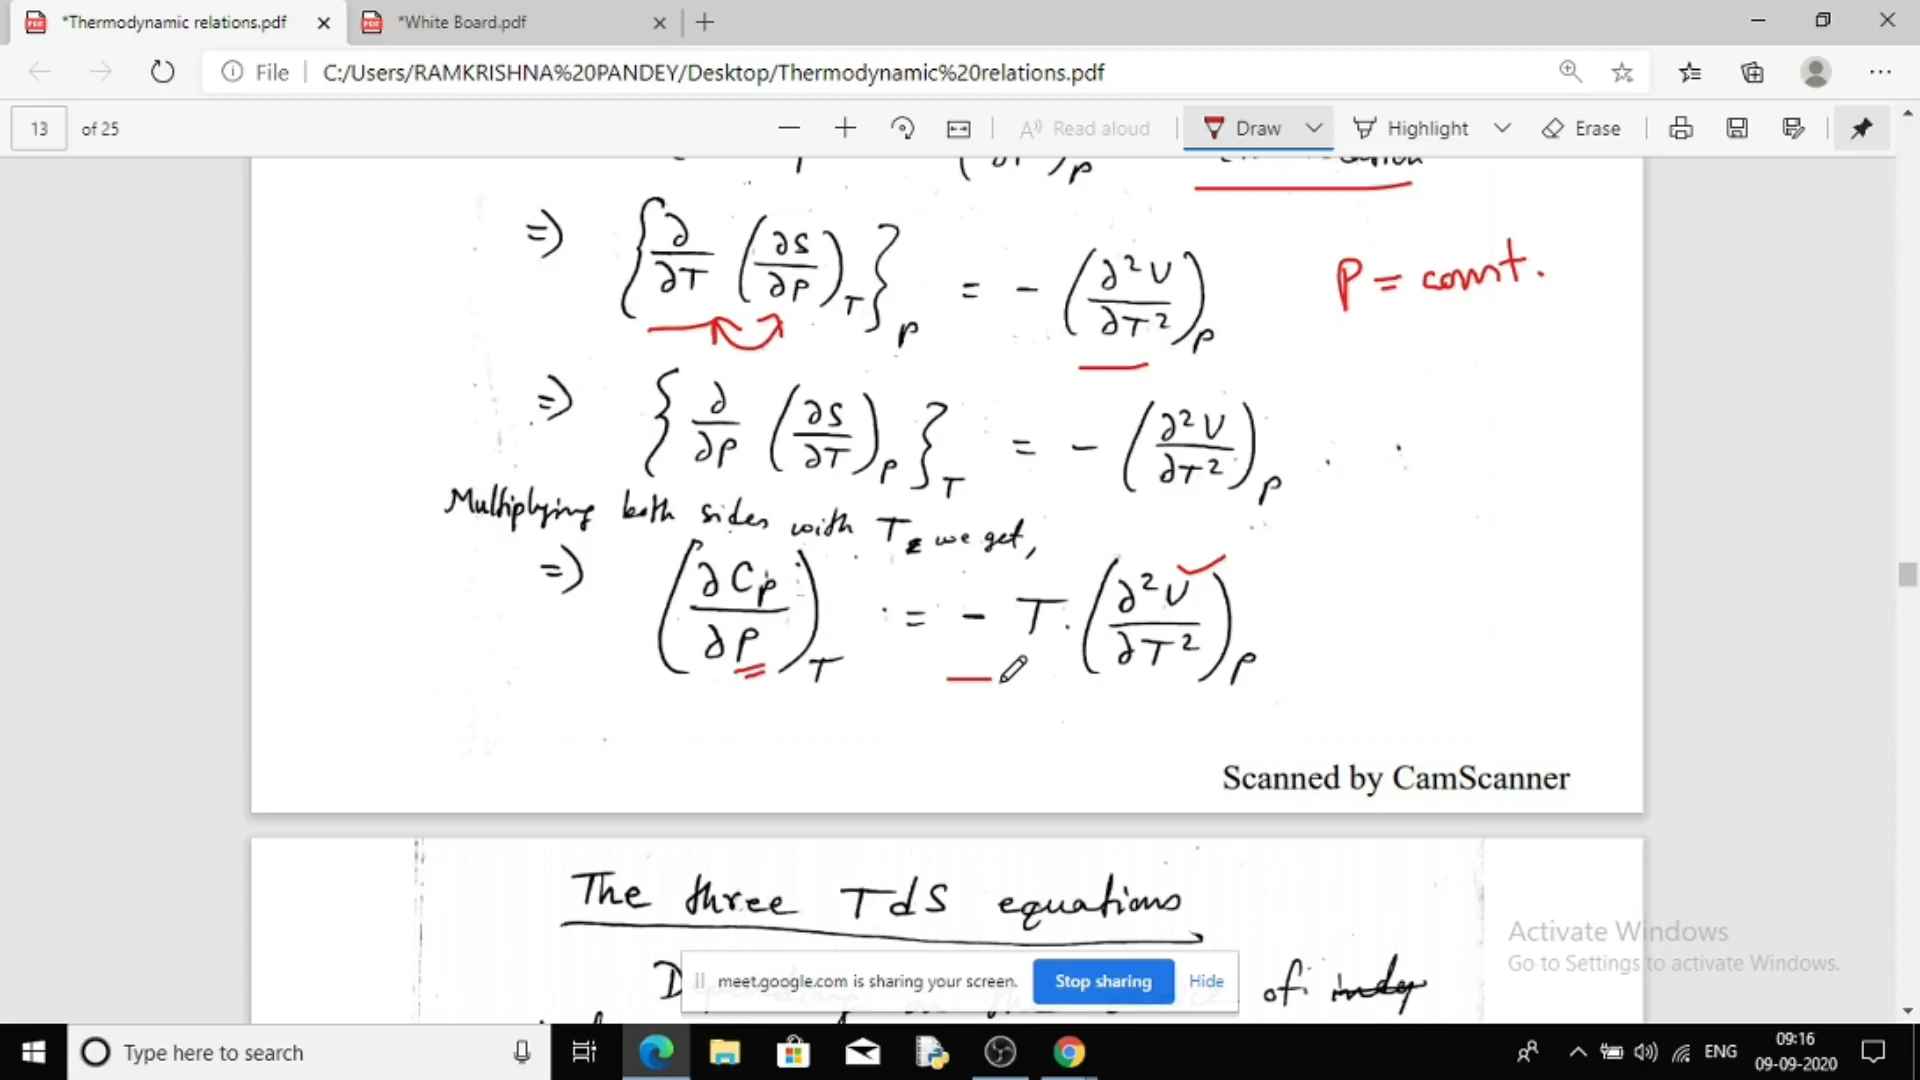 *Thermodynamic relations.pdf
*White Board.pdf
File
C:/Users/RAMKRISHNA%20PANDEY/Desktop/Thermodynamic%20relations.pdf
13 of 25
Read aloud
Draw
Highlight
Erase
=> {∂/∂T (∂S/∂P)_T}_P = - (∂²V/∂T²)_P
P = const.
=> {∂/∂P (∂S/∂T)_P}_T = - (∂²V/∂T²)_P
Multiplying both sides with T, we get,
=> (∂C_P/∂P)_T = - T. (∂²V/∂T²)_P
Scanned by CamScanner
The three TdS equations
of
Activate Windows
Go to Settings to activate Windows.
meet.google.com is sharing your screen.
Stop sharing
Hide
Type here to search
ENG
09:16
09-09-2020